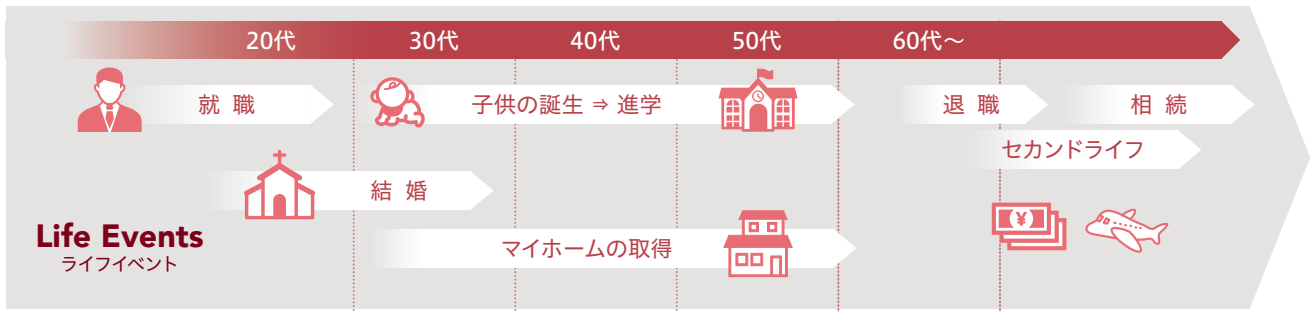 20代 30代 40代 50代 60代～
就 職 子供の誕生 ⇒ 進学 退 職 相 続
セカンドライフ
結 婚
¥
Life Events
マイホームの取得
ライフイベント